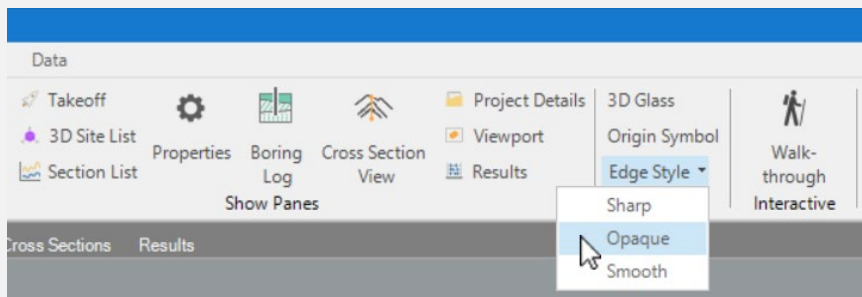 Data
Takeoff
3D Site List
Section List
Properties
Boring
Log
Cross Section
View
Project Details
Viewport
Results
Show Panes
3D Glass
Origin Symbol
Edge Style
Sharp
Opaque
Smooth
Walk-
through
Interactive
Cross Sections
Results